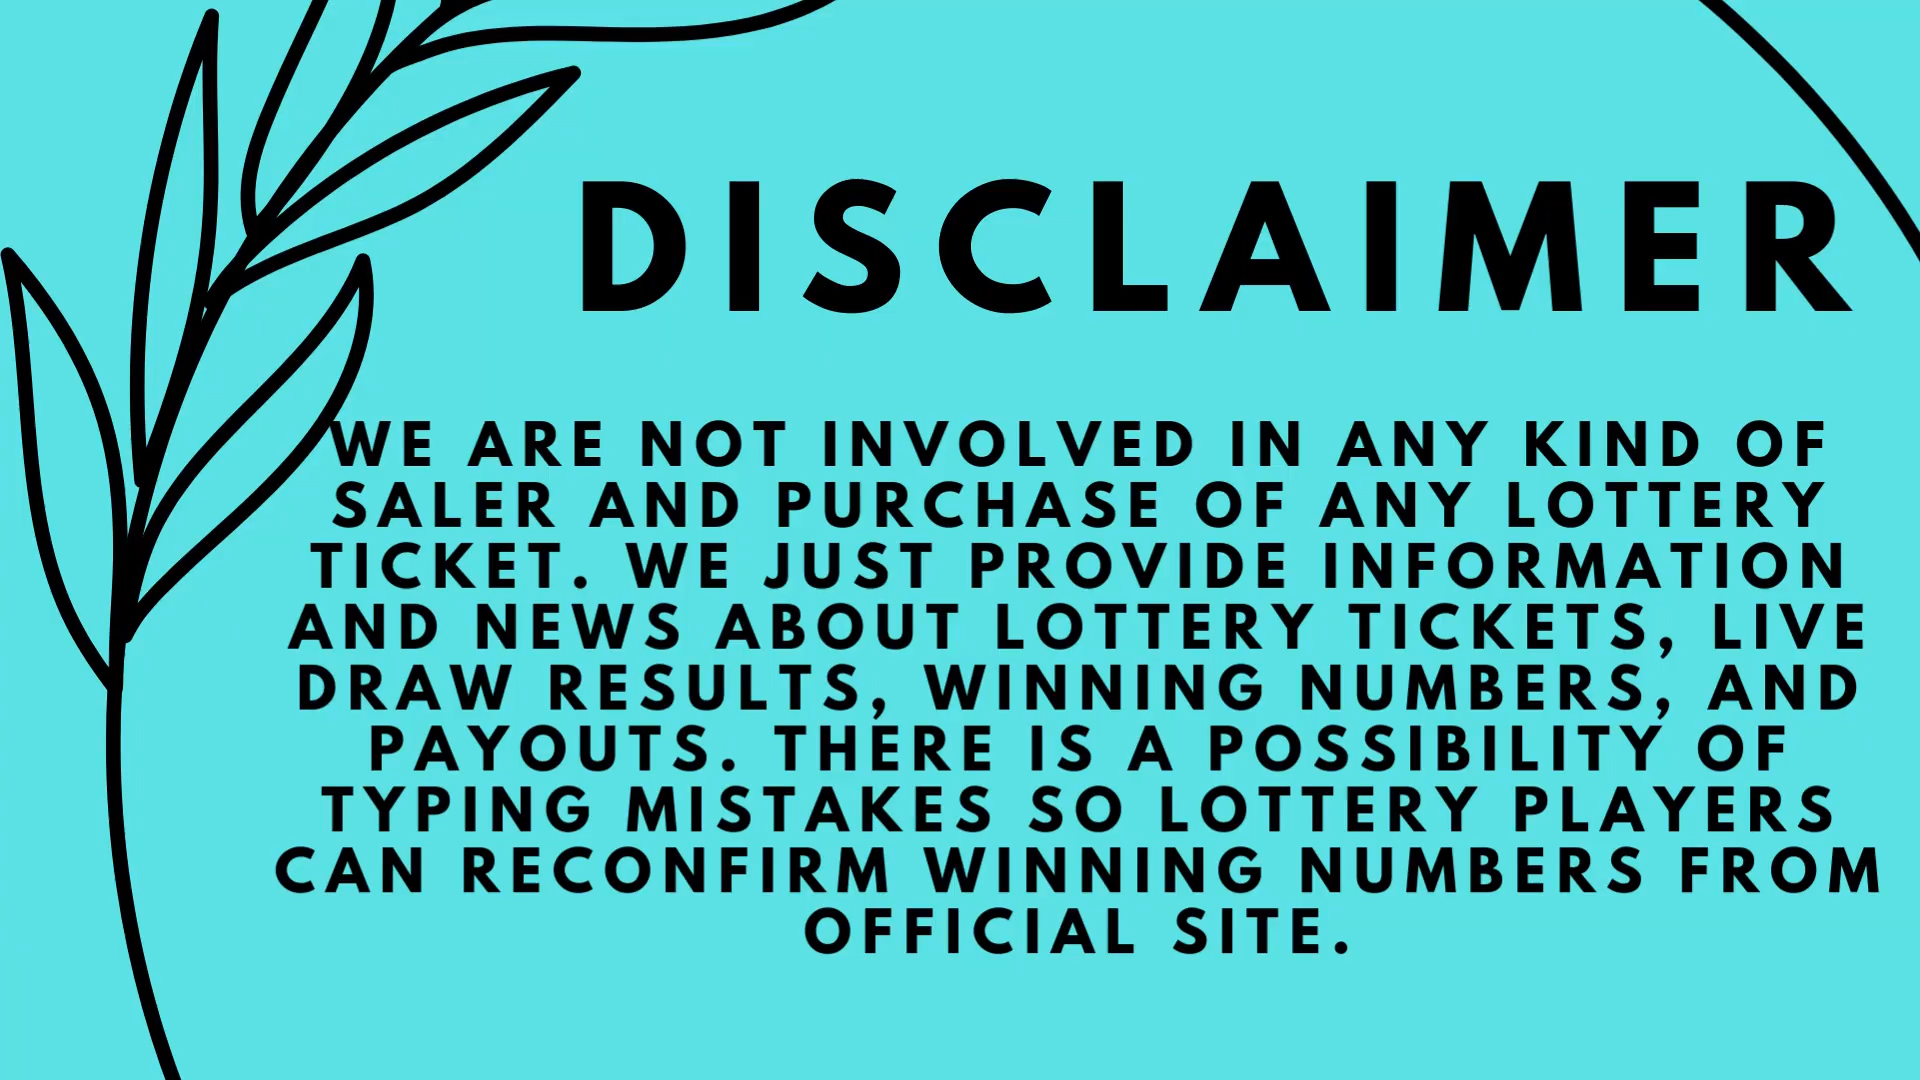 DISCLAIMER
WE ARE NOT INVOLVED IN ANY KIND OF
SALER AND PURCHASE OF ANY LOTTERY
TICKET. WE JUST PROVIDE INFORMATION
AND NEWS ABOUT LOTTERY TICKETS, LIVE
DRAW RESULTS, WINNING NUMBERS, AND
PAYOUTS. THERE IS A POSSIBILITY OF
TYPING MISTAKES SO LOTTERY PLAYERS
CAN RECONFIRM WINNING NUMBERS FROM
OFFICIAL SITE.